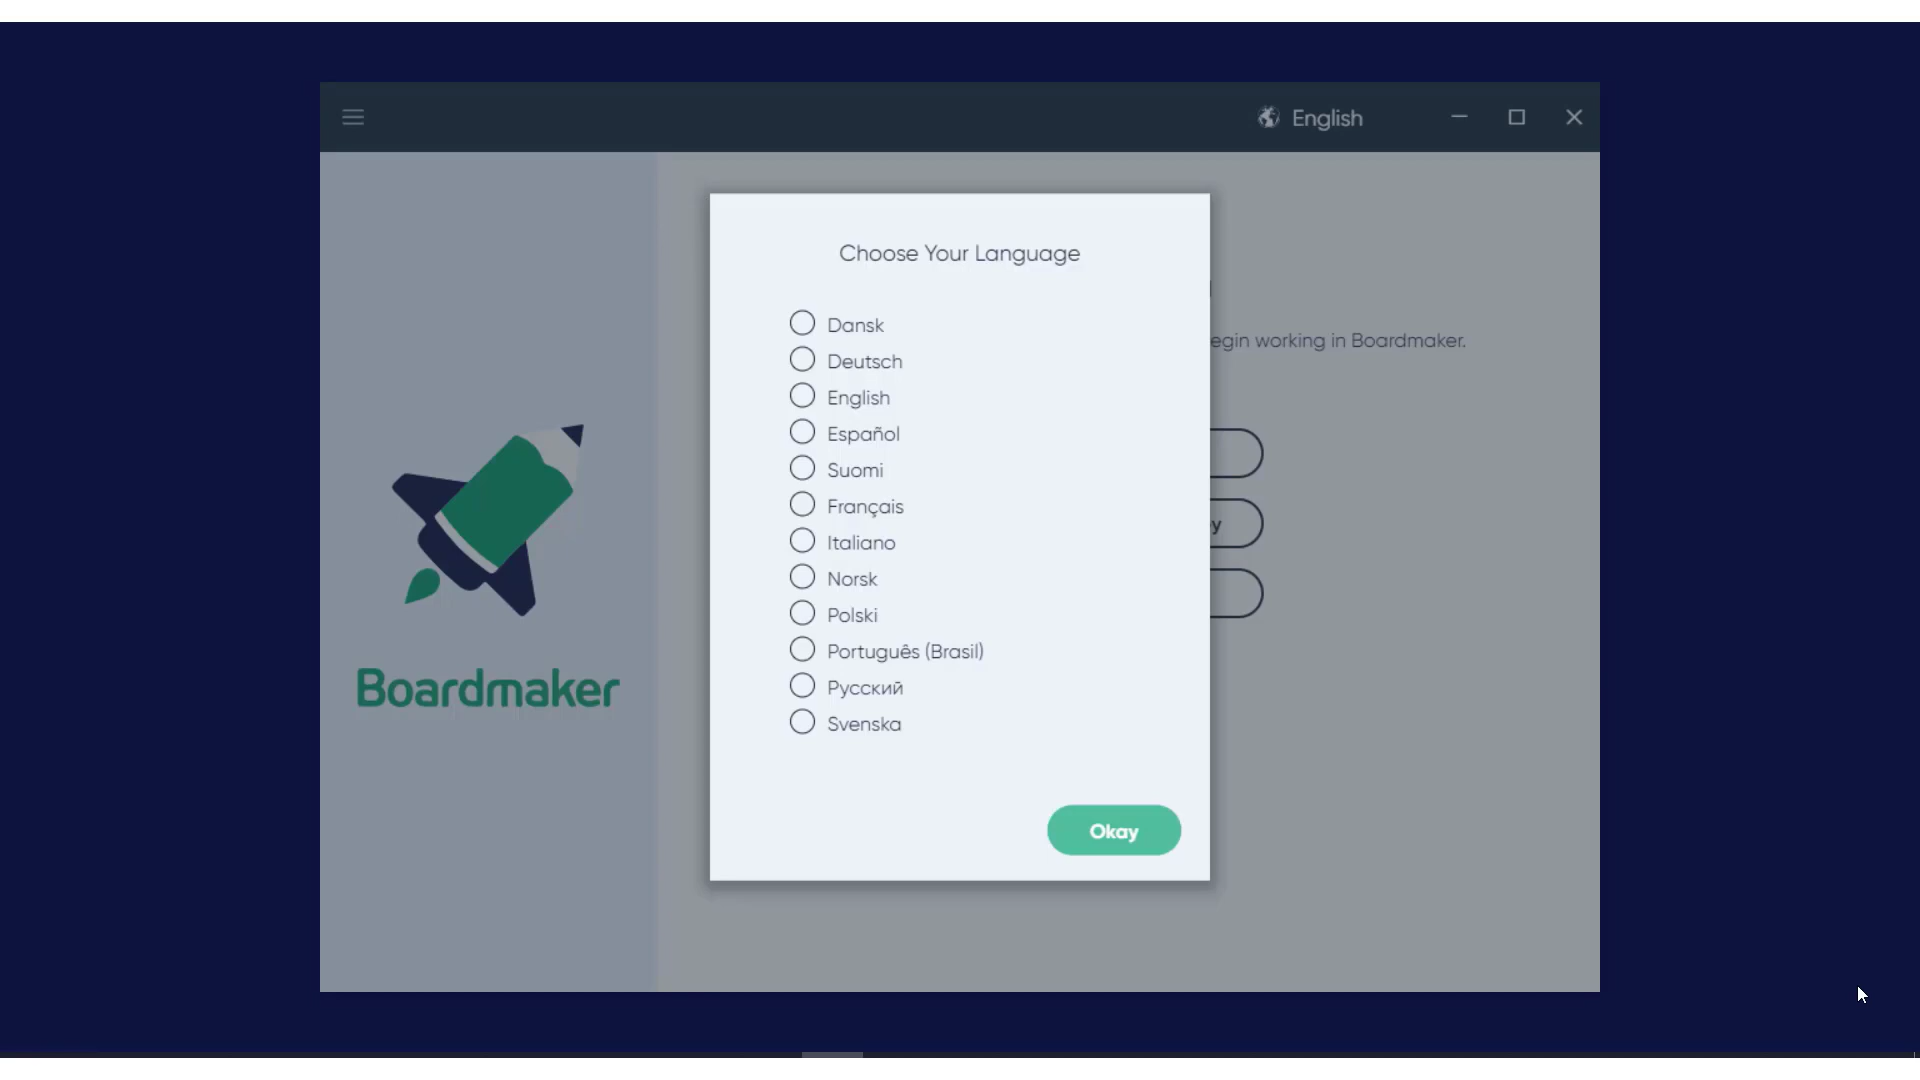 English
Choose Your Language
egin working in Boardmaker.
Dansk
Deutsch
English
Español
Suomi
Français
Italiano
Norsk
Polski
Português (Brasil)
Русский
Svenska
Boardmaker
Okay